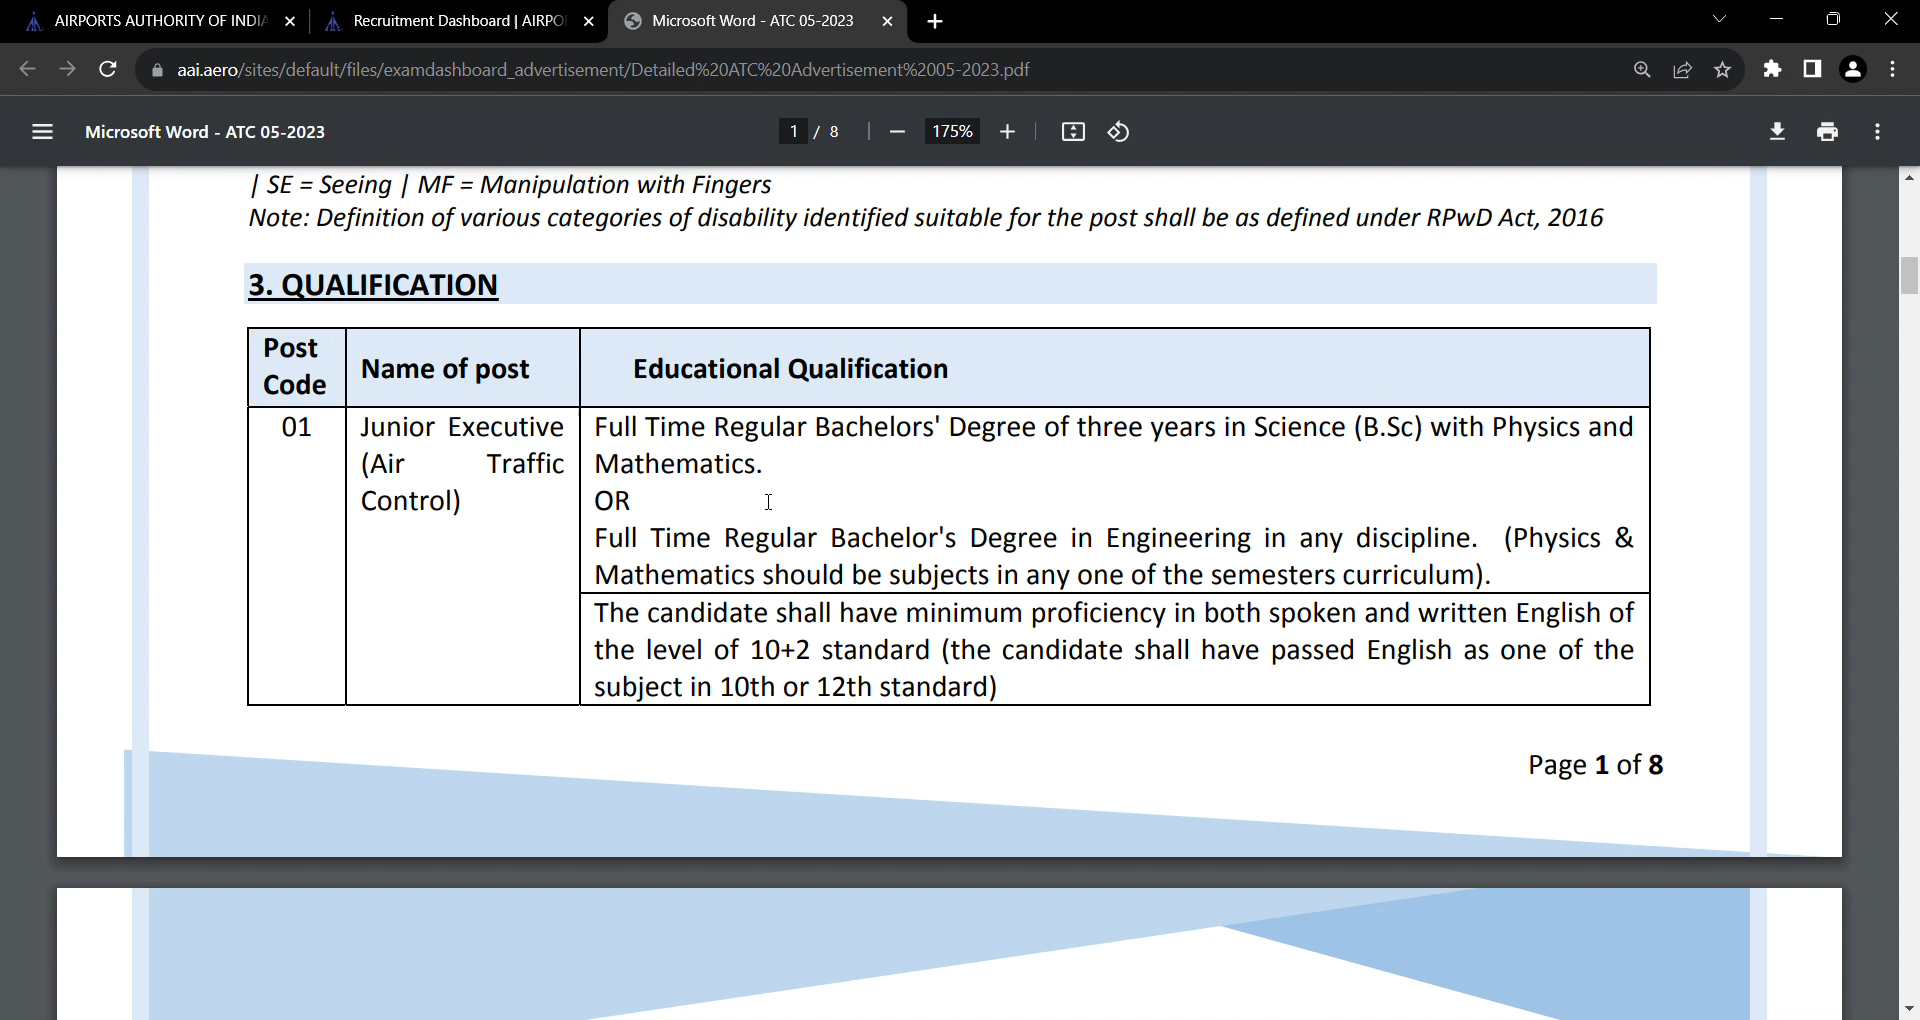 AIRPORTS AUTHORITY OF INDIA
Recruitment Dashboard | AIRPO
Microsoft Word - ATC 05-2023
aai.aero/sites/default/files/examdashboard_advertisement/Detailed%20ATC%20Advertisement%2005-2023.pdf
Microsoft Word - ATC 05-2023
1 / 8
175%
| SE = Seeing | MF = Manipulation with Fingers
Note: Definition of various categories of disability identified suitable for the post shall be as defined under RPwD Act, 2016
3. QUALIFICATION
Post
Code
Name of post
Educational Qualification
01
Junior Executive
(Air Traffic
Control)
Full Time Regular Bachelors' Degree of three years in Science (B.Sc) with Physics and
Mathematics.
OR
Full Time Regular Bachelor's Degree in Engineering in any discipline. (Physics &
Mathematics should be subjects in any one of the semesters curriculum).
The candidate shall have minimum proficiency in both spoken and written English of
the level of 10+2 standard (the candidate shall have passed English as one of the
subject in 10th or 12th standard)
Page 1 of 8